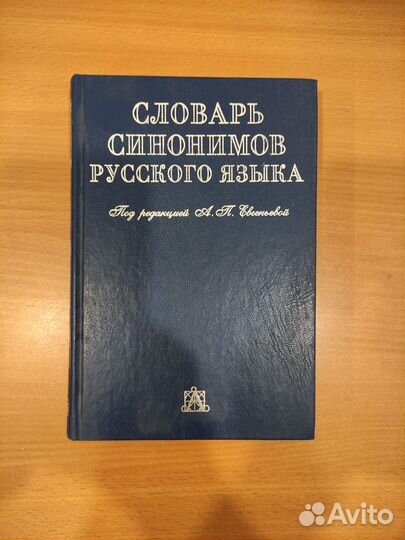 СЛОВАРЬ
СИНОНИМОВ
РУССКОГО ЯЗЫКА
Под редакцией А. П. Евгеньевой
Avito